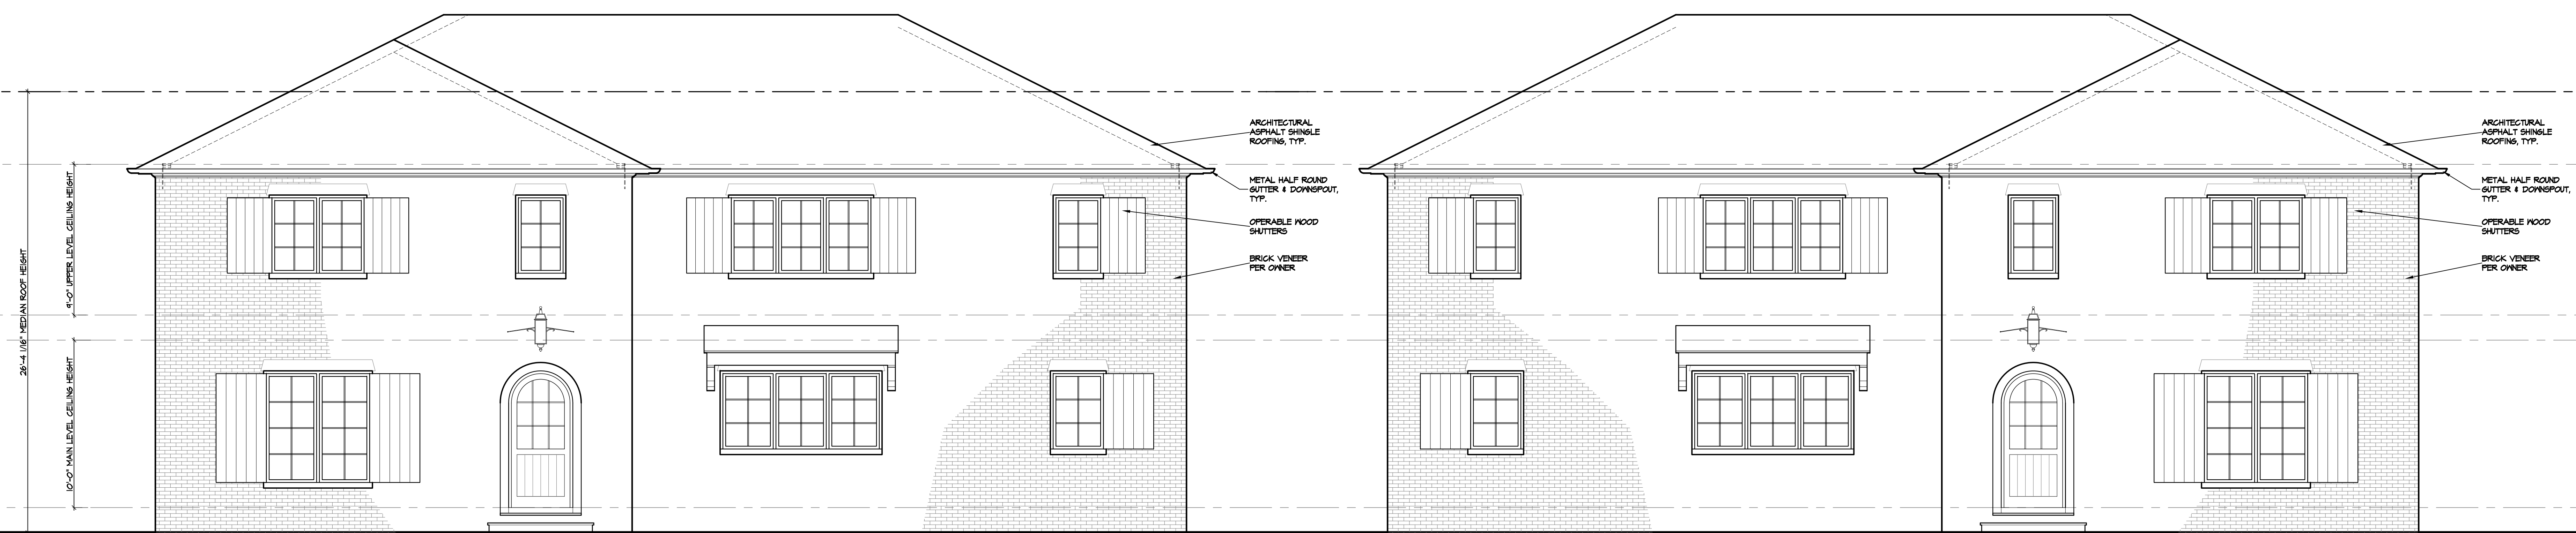 26'-4 1/16" MEDIAN ROOF HEIGHT
9'-0" UPPER LEVEL CEILING HEIGHT
10'-0" MAIN LEVEL CEILING HEIGHT
ARCHITECTURAL
ASPHALT SHINGLE
ROOFING, TYP.
METAL HALF ROUND
GUTTER & DOWNSPOUT,
TYP.
OPERABLE WOOD
SHUTTERS
BRICK VENEER
PER OWNER
ARCHITECTURAL
ASPHALT SHINGLE
ROOFING, TYP.
METAL HALF ROUND
GUTTER & DOWNSPOUT,
TYP.
OPERABLE WOOD
SHUTTERS
BRICK VENEER
PER OWNER